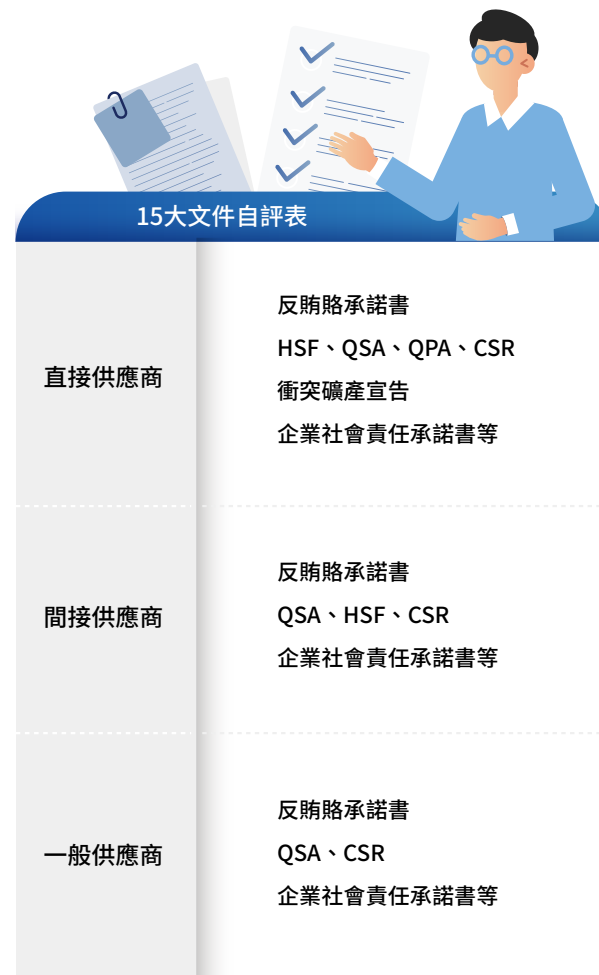 15大文件自評表
直接供應商
反賄賂承諾書
HSF、QSA、QPA、CSR
衝突礦產宣告
企業社會責任承諾書等
間接供應商
反賄賂承諾書
QSA、HSF、CSR
企業社會責任承諾書等
一般供應商
反賄賂承諾書
QSA、CSR
企業社會責任承諾書等